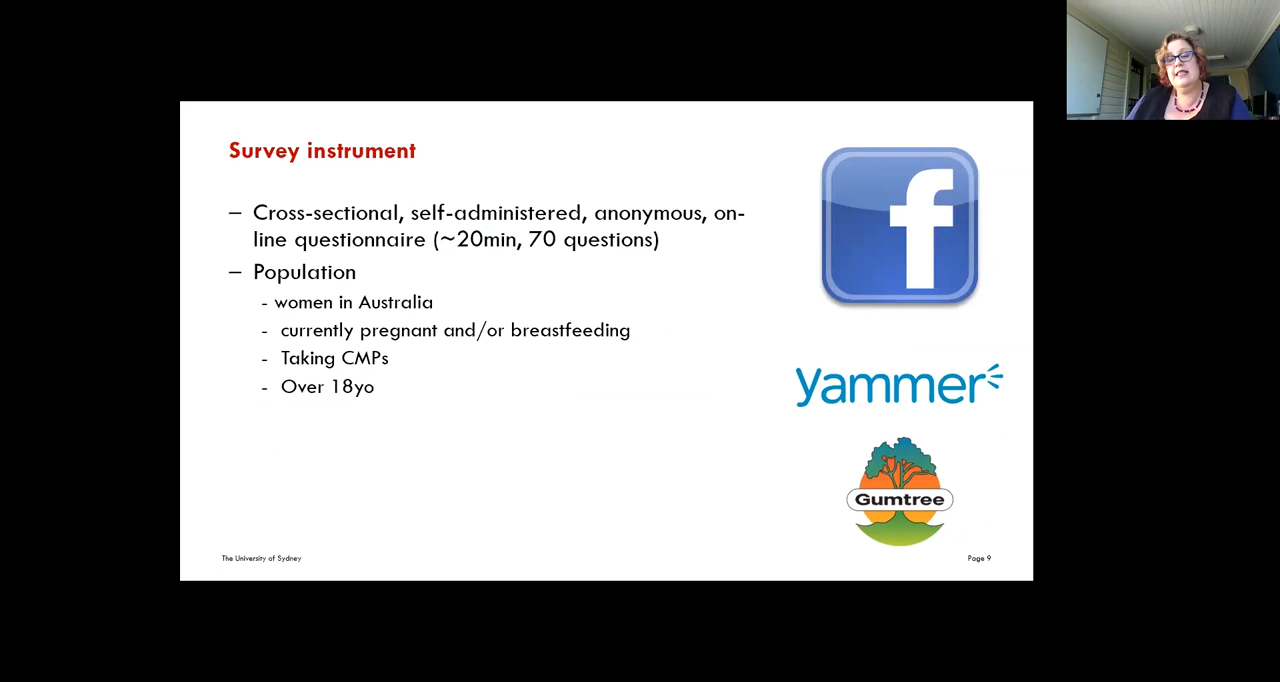 Survey instrument
– Cross-sectional, self-administered, anonymous, on-
line questionnaire (~20min, 70 questions)
– Population
- women in Australia
- currently pregnant and/or breastfeeding
- Taking CMPs
- Over 18yo
f
yammer
Gumtree
The University of Sydney
Page 9